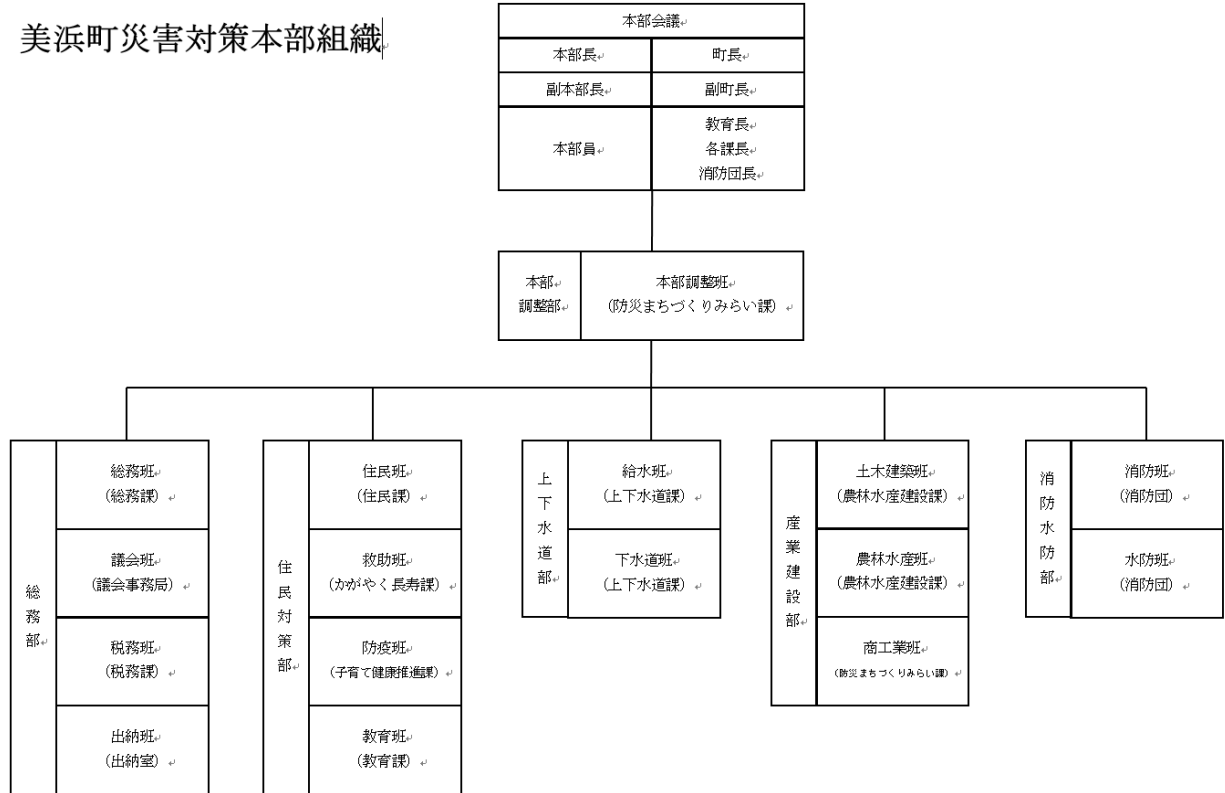 美浜町災害対策本部組織
本部会議
本部長
町長
副本部長
副町長
本部員
教育長
各課長
消防団長
本部
調整部
本部調整班
(防災まちづくりみらい課)
総務部
総務班
(総務課)
議会班
(議会事務局)
税務班
(税務課)
出納班
(出納室)
住民対策部
住民班
(住民課)
救助班
(かがやく長寿課)
防疫班
(子育て健康推進課)
教育班
(教育課)
上下水道部
給水班
(上下水道課)
下水道班
(上下水道課)
産業建設部
土木建築班
(農林水産建設課)
農林水産班
(農林水産建設課)
商工業班
(防災まちづくりみらい課)
消防水防部
消防班
(消防団)
水防班
(消防団)